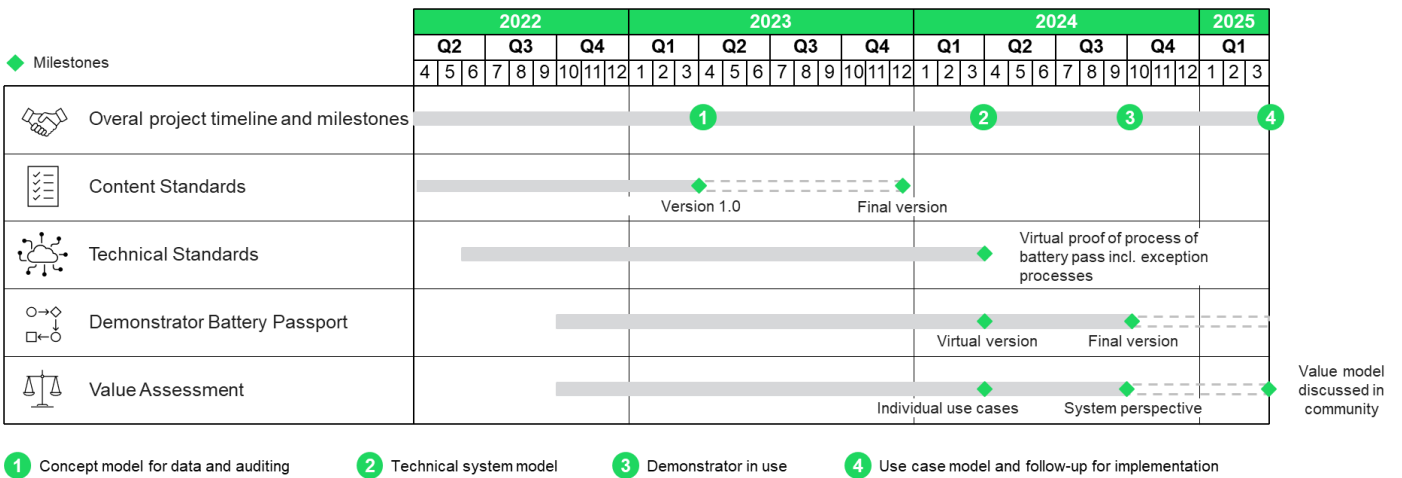 2022 2023 2024 2025
Q2 Q3 Q4 Q1 Q2 Q3 Q4 Q1 Q2 Q3 Q4 Q1
Milestones
4 5 6 7 8 9 10 11 12 1 2 3 4 5 6 7 8 9 10 11 12 1 2 3 4 5 6 7 8 9 10 11 12 1 2 3
Overal project timeline and milestones 1 2 3 4
Content Standards
Version 1.0 Final version
Technical Standards
Virtual proof of process of
battery pass incl. exception
processes
Demonstrator Battery Passport
Virtual version Final version
Value Assessment
Individual use cases System perspective
Value model
discussed in
community
1 Concept model for data and auditing 2 Technical system model 3 Demonstrator in use 4 Use case model and follow-up for implementation